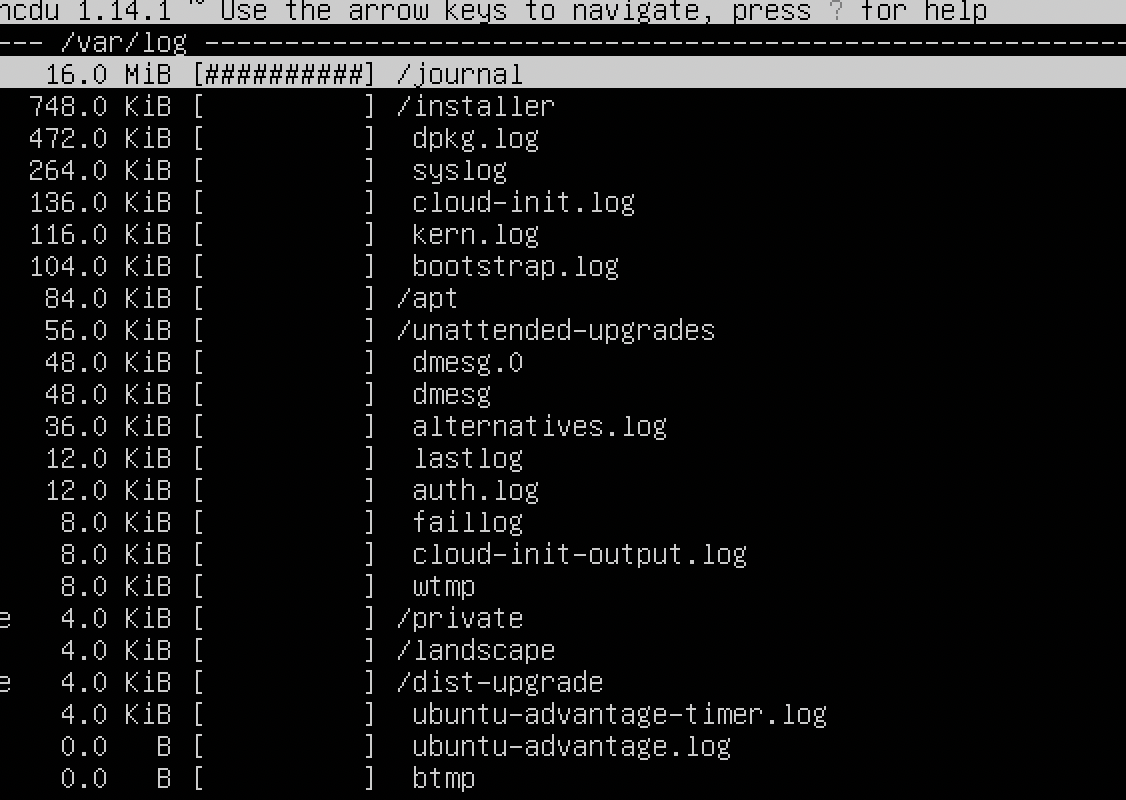 ncdu 1.14.1 ~ Use the arrow keys to navigate, press ? for help
--- /var/log ----------------------------------------------------------
16.0 MiB [##########] /journal
748.0 KiB [          ] /installer
472.0 KiB [          ]  dpkg.log
264.0 KiB [          ]  syslog
136.0 KiB [          ]  cloud-init.log
116.0 KiB [          ]  kern.log
104.0 KiB [          ]  bootstrap.log
84.0 KiB [          ] /apt
56.0 KiB [          ] /unattended-upgrades
48.0 KiB [          ]  dmesg.0
48.0 KiB [          ]  dmesg
36.0 KiB [          ]  alternatives.log
12.0 KiB [          ]  lastlog
12.0 KiB [          ]  auth.log
8.0 KiB [          ]  faillog
8.0 KiB [          ]  cloud-init-output.log
8.0 KiB [          ]  wtmp
e   4.0 KiB [          ] /private
4.0 KiB [          ] /landscape
e   4.0 KiB [          ] /dist-upgrade
4.0 KiB [          ]  ubuntu-advantage-timer.log
0.0   B [          ]  ubuntu-advantage.log
0.0   B [          ]  btmp